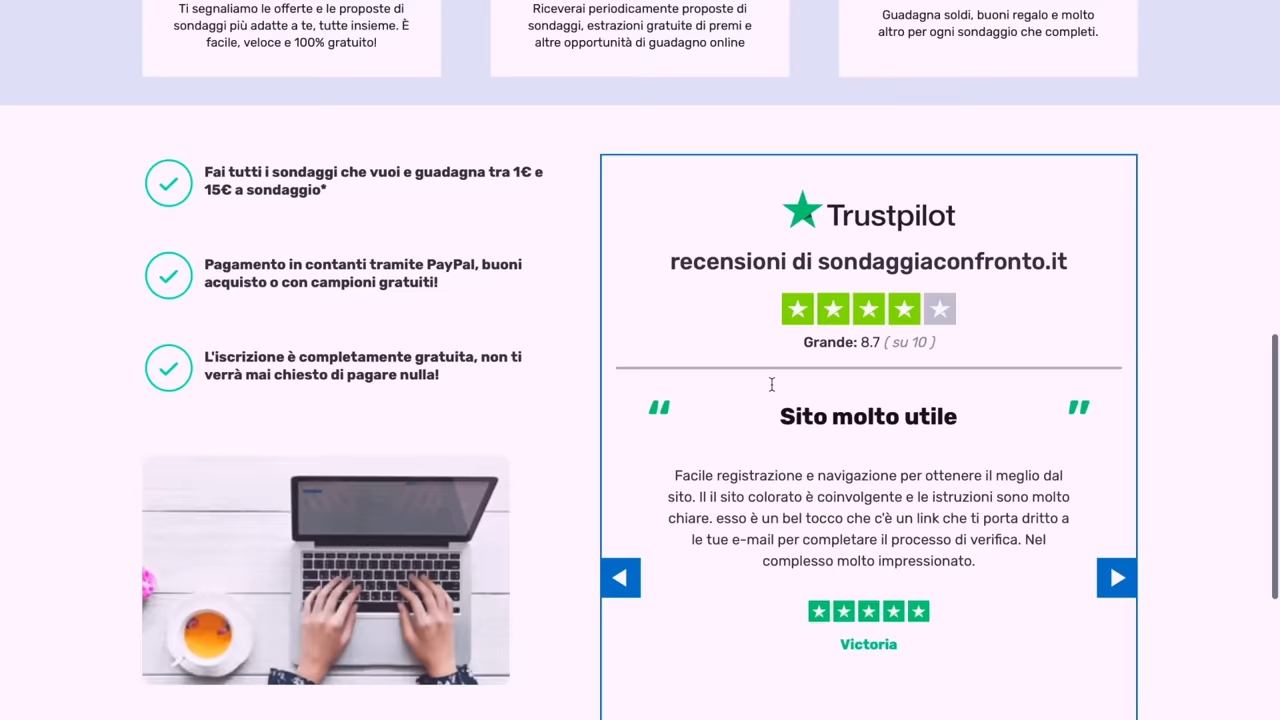 Ti segnaliamo le offerte e le proposte di
sondaggi più adatte a te, tutte insieme. È
facile, veloce e 100% gratuito!
Riceverai periodicamente proposte di
sondaggi, estrazioni gratuite di premi e
altre opportunità di guadagno online
Guadagna soldi, buoni regalo e molto
altro per ogni sondaggio che completi.
Fai tutti i sondaggi che vuoi e guadagna tra 1€ e
15€ a sondaggio*
Pagamento in contanti tramite PayPal, buoni
acquisto o con campioni gratuiti!
L'iscrizione è completamente gratuita, non ti
verrà mai chiesto di pagare nulla!
Trustpilot
recensioni di sondaggiaconfronto.it
Grande: 8.7 ( su 10 )
“ Sito molto utile ”
Facile registrazione e navigazione per ottenere il meglio dal
sito. Il il sito colorato è coinvolgente e le istruzioni sono molto
chiare. esso è un bel tocco che c'è un link che ti porta dritto a
le tue e-mail per completare il processo di verifica. Nel
complesso molto impressionato.
Victoria